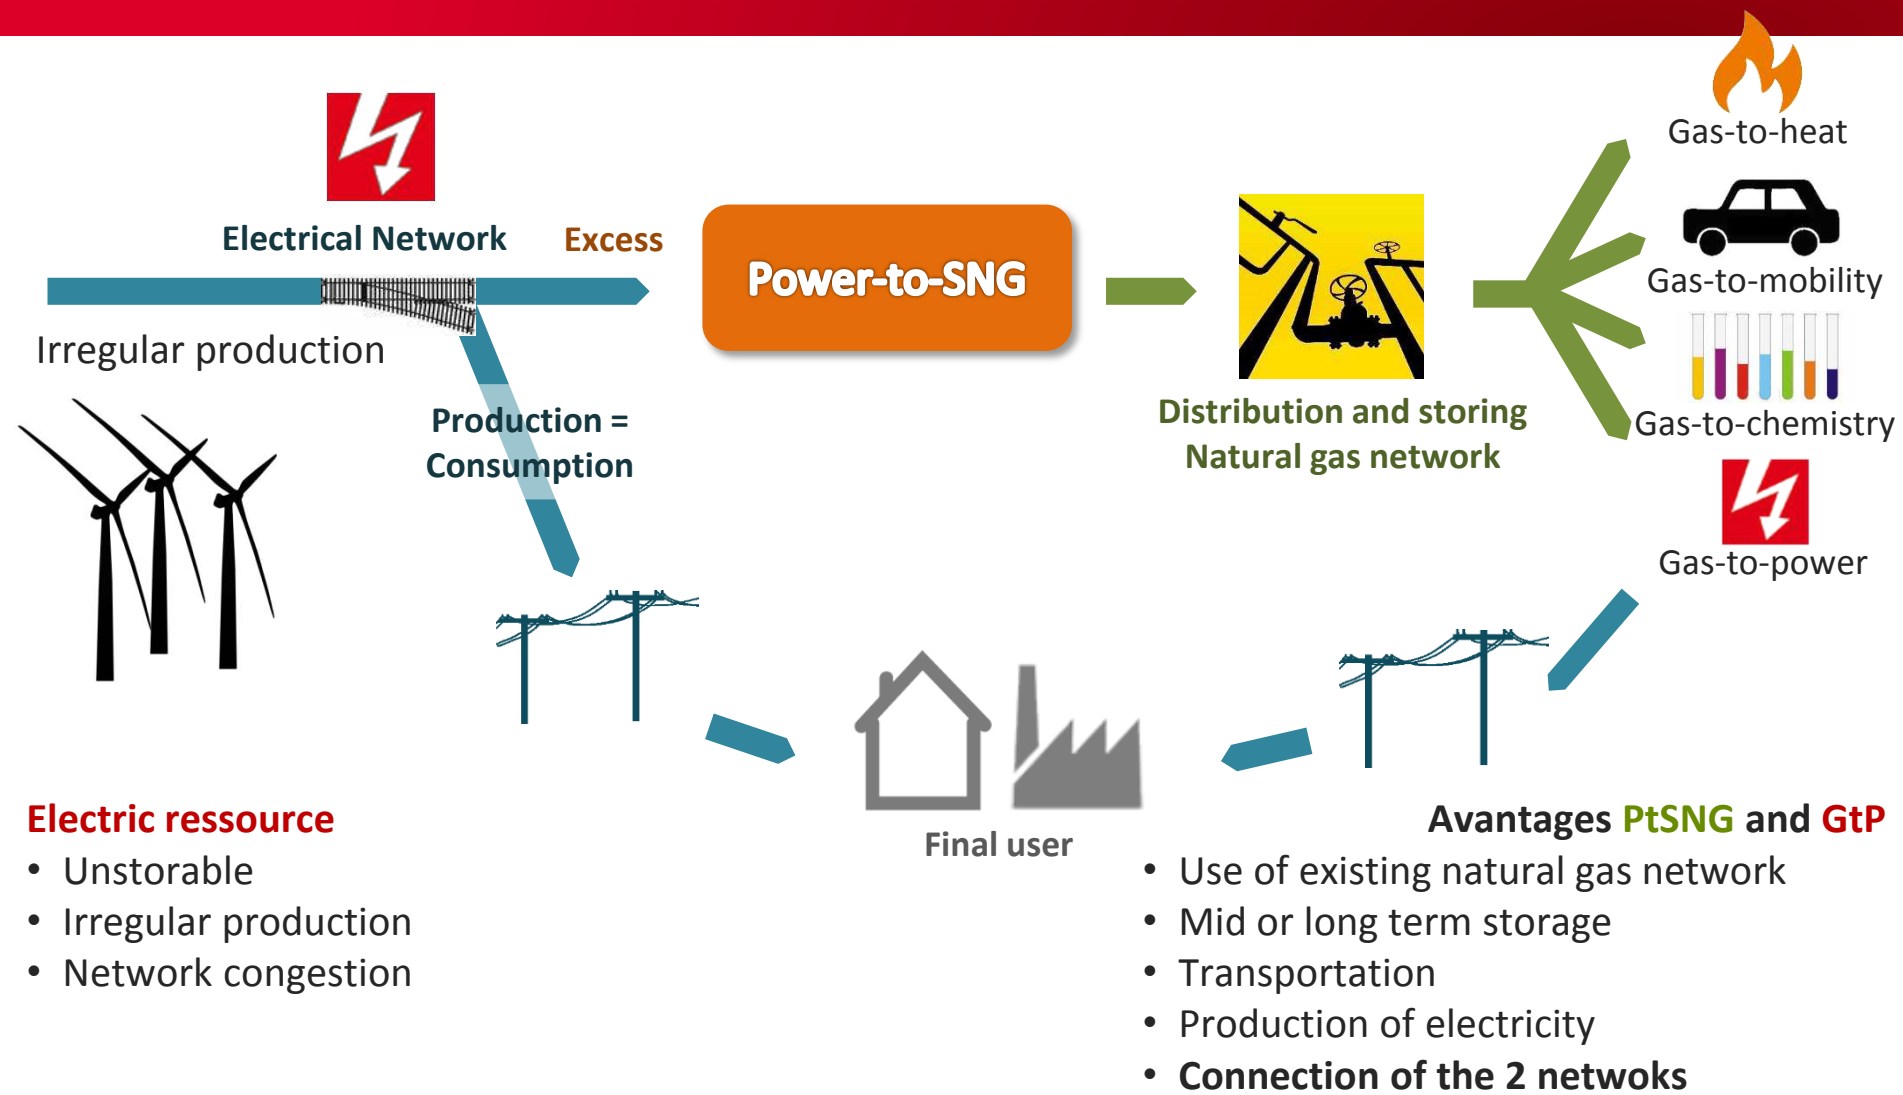 Electrical Network
Excess
Irregular production
Production =
Consumption
Power-to-SNG
Distribution and storing
Natural gas network
Gas-to-heat
Gas-to-mobility
Gas-to-chemistry
Gas-to-power
Final user
Electric ressource
• Unstorable
• Irregular production
• Network congestion
Avantages PtSNG and GtP
• Use of existing natural gas network
• Mid or long term storage
• Transportation
• Production of electricity
• Connection of the 2 netwoks